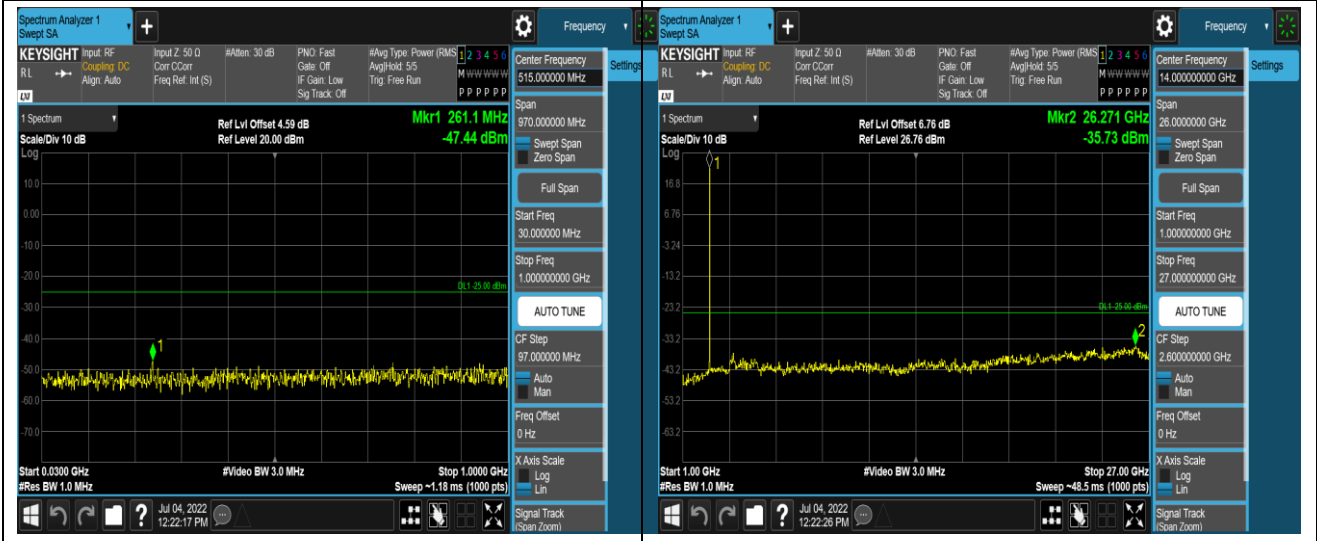 Spectrum Analyzer 1
Swept SA
+
Frequency
KEYSIGHT
RL
LXI
Input: RF
Coupling: DC
Align: Auto
Input Z: 50 Ω
Corr CCorr
Freq Ref: Int (S)
#Atten: 30 dB
PNO: Fast
Gate: Off
IF Gain: Low
Sig Track: Off
#Avg Type: Power (RMS
Avg|Hold: 5/5
Trig: Free Run
1 2 3 4 5 6
M W W W W W
P P P P P P
1 Spectrum
Scale/Div 10 dB
Log
Ref Lvl Offset 4.59 dB
Ref Level 20.00 dBm
Mkr1 261.1 MHz
-47.44 dBm
10.0
0.00
-10.0
-20.0
DL1 -25.00 dBm
-30.0
-40.0
1
-50.0
-60.0
-70.0
Start 0.0300 GHz
#Res BW 1.0 MHz
#Video BW 3.0 MHz
Stop 1.0000 GHz
Sweep ~1.18 ms (1000 pts)
?
Jul 04, 2022
12:22:17 PM
Center Frequency
515.000000 MHz
Span
970.000000 MHz
Swept Span
Zero Span
Full Span
Start Freq
30.000000 MHz
Stop Freq
1.000000000 GHz
AUTO TUNE
CF Step
97.000000 MHz
Auto
Man
Freq Offset
0 Hz
X Axis Scale
Log
Lin
Signal Track
(Span Zoom)
Settings
Spectrum Analyzer 1
Swept SA
+
Frequency
KEYSIGHT
RL
LXI
Input: RF
Coupling: DC
Align: Auto
Input Z: 50 Ω
Corr CCorr
Freq Ref: Int (S)
#Atten: 30 dB
PNO: Fast
Gate: Off
IF Gain: Low
Sig Track: Off
#Avg Type: Power (RMS
Avg|Hold: 5/5
Trig: Free Run
1 2 3 4 5 6
M W W W W W
P P P P P P
1 Spectrum
Scale/Div 10 dB
Log
Ref Lvl Offset 6.76 dB
Ref Level 26.76 dBm
Mkr2 26.271 GHz
-35.73 dBm
1
16.8
6.76
-3.24
-13.2
-23.2
DL1 -25.00 dBm
-33.2
2
-43.2
-53.2
-63.2
Start 1.00 GHz
#Res BW 1.0 MHz
#Video BW 3.0 MHz
Stop 27.00 GHz
Sweep ~48.5 ms (1000 pts)
?
Jul 04, 2022
12:22:26 PM
Center Frequency
14.000000000 GHz
Span
26.0000000 GHz
Swept Span
Zero Span
Full Span
Start Freq
1.000000000 GHz
Stop Freq
27.000000000 GHz
AUTO TUNE
CF Step
2.600000000 GHz
Auto
Man
Freq Offset
0 Hz
X Axis Scale
Log
Lin
Signal Track
(Span Zoom)
Settings